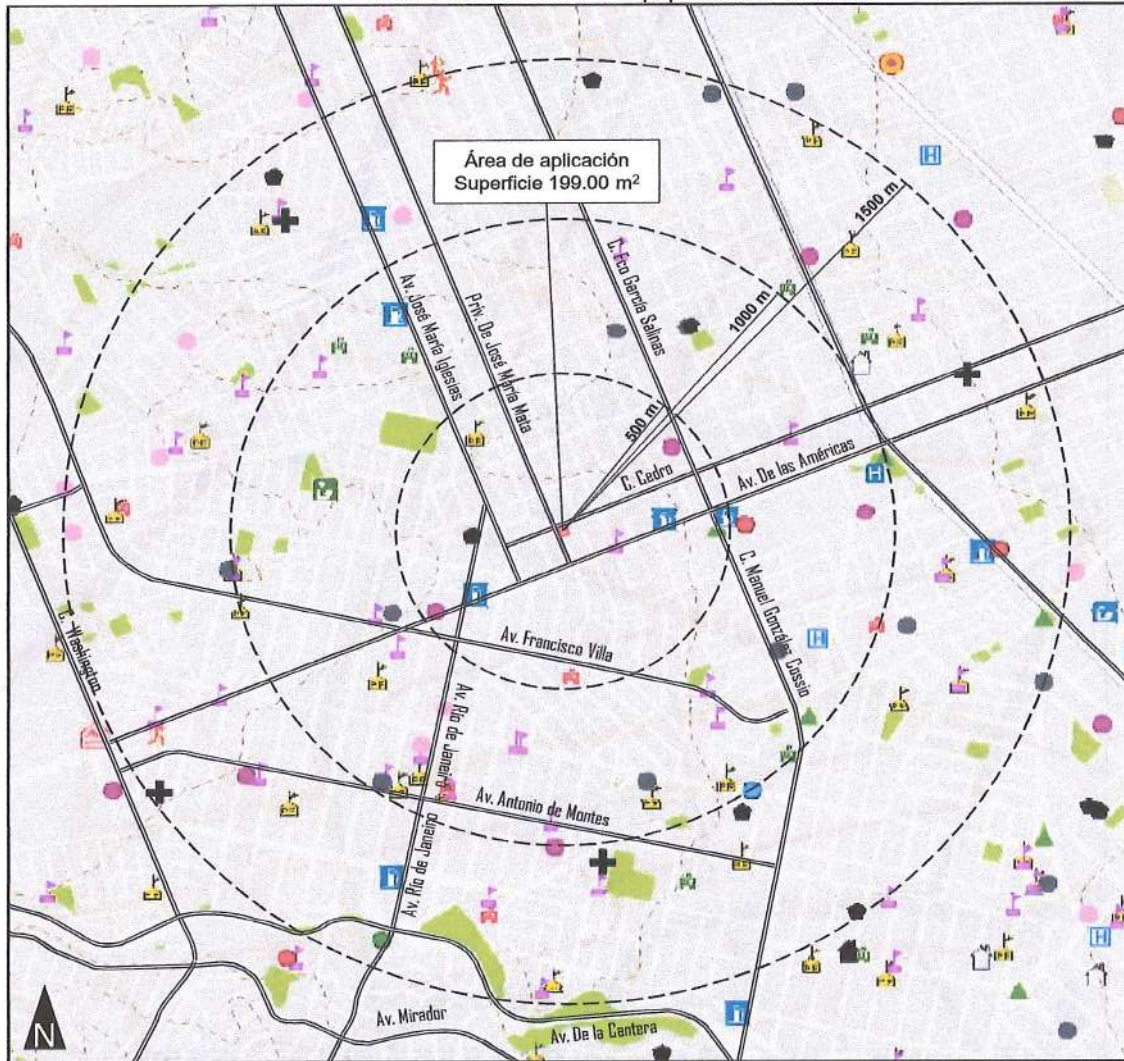 Área de aplicación
Superficie 199.00 m²
1500 m
1000 m
500 m
C. Fco García Salinas
Av. José María Iglesias
Priv. De José María Mata
C. Cedro
Av. De las Américas
C. Manuel González Cossio
Av. Francisco Villa
C. Washington
Av. Río de Janeiro
Av. Río de Janeiro
Av. Antonio de Montes
Av. Mirador
Av. De la Cantera
N
H
H
H
H